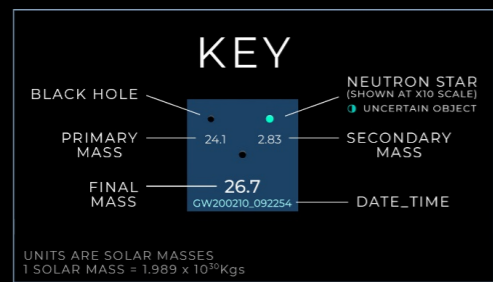 KEY
BLACK HOLE
NEUTRON STAR
(SHOWN AT X10 SCALE)
UNCERTAIN OBJECT
PRIMARY
MASS
24.1
2.83
SECONDARY
MASS
FINAL
MASS
26.7
GW200210_092254
DATE_TIME
UNITS ARE SOLAR MASSES
1 SOLAR MASS = 1.989 x 10³⁰Kgs